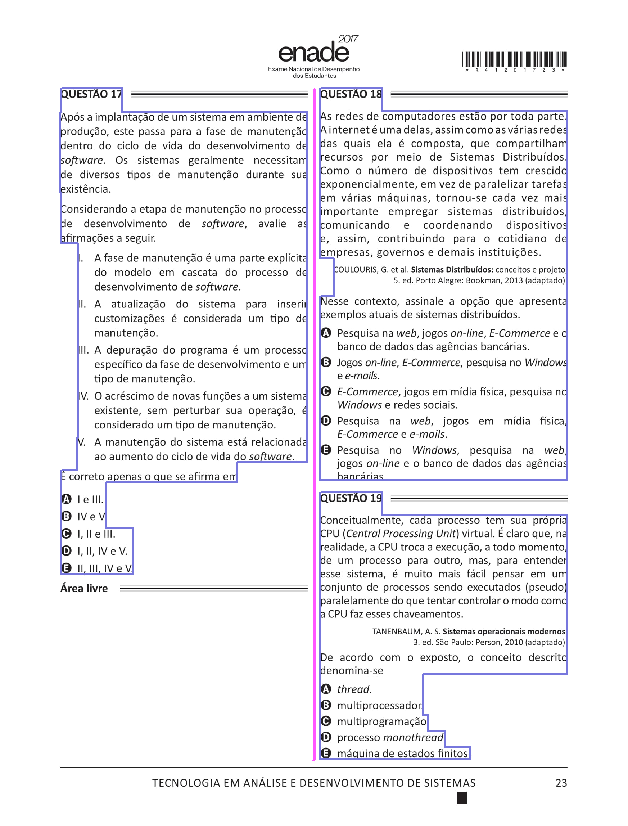 enade 2017
Exame Nacional de Desempenho
dos Estudantes
*R4120172З*
QUESTÃO 17
Após a implantação de um sistema em ambiente de
produção, este passa para a fase de manutenção
dentro do ciclo de vida do desenvolvimento de
software. Os sistemas geralmente necessitam
de diversos tipos de manutenção durante sua
existência.
Considerando a etapa de manutenção no processo
de desenvolvimento de software, avalie as
afirmações a seguir.
I. A fase de manutenção é uma parte explícita
do modelo em cascata do processo de
desenvolvimento de software.
II. A atualização do sistema para inserir
customizações é considerada um tipo de
manutenção.
III. A depuração do programa é um processo
específico da fase de desenvolvimento e um
tipo de manutenção.
IV. O acréscimo de novas funções a um sistema
existente, sem perturbar sua operação, é
considerado um tipo de manutenção.
V. A manutenção do sistema está relacionada
ao aumento do ciclo de vida do software.
É correto apenas o que se afirma em
A I e III.
B IV e V.
C I, II e III.
D I, II, IV e V.
E II, III, IV e V.
Área livre
QUESTÃO 18
As redes de computadores estão por toda parte.
A internet é uma delas, assim como as várias redes
das quais ela é composta, que compartilham
recursos por meio de Sistemas Distribuídos.
Como o número de dispositivos tem crescido
exponencialmente, em vez de paralelizar tarefas
em várias máquinas, tornou-se cada vez mais
importante empregar sistemas distribuídos,
comunicando e coordenando dispositivos
e, assim, contribuindo para o cotidiano de
empresas, governos e demais instituições.
COULOURIS, G. et al. Sistemas Distribuídos: conceitos e projeto.
5. ed. Porto Alegre: Bookman, 2013 (adaptado).
Nesse contexto, assinale a opção que apresenta
exemplos atuais de sistemas distribuídos.
A Pesquisa na web, jogos on-line, E-Commerce e o
banco de dados das agências bancárias.
B Jogos on-line, E-Commerce, pesquisa no Windows
e e-mails.
C E-Commerce, jogos em mídia física, pesquisa no
Windows e redes sociais.
D Pesquisa na web, jogos em mídia física,
E-Commerce e e-mails.
E Pesquisa no Windows, pesquisa na web,
jogos on-line e o banco de dados das agências
bancárias.
QUESTÃO 19
Conceitualmente, cada processo tem sua própria
CPU (Central Processing Unit) virtual. É claro que, na
realidade, a CPU troca a execução, a todo momento,
de um processo para outro, mas, para entender
esse sistema, é muito mais fácil pensar em um
conjunto de processos sendo executados (pseudo)
paralelamente do que tentar controlar o modo como
a CPU faz esses chaveamentos.
TANENBAUM, A. S. Sistemas operacionais modernos.
3. ed. São Paulo: Person, 2010 (adaptado).
De acordo com o exposto, o conceito descrito
denomina-se
A thread.
B multiprocessador.
C multiprogramação.
D processo monothread.
E máquina de estados finitos.
TECNOLOGIA EM ANÁLISE E DESENVOLVIMENTO DE SISTEMAS 23